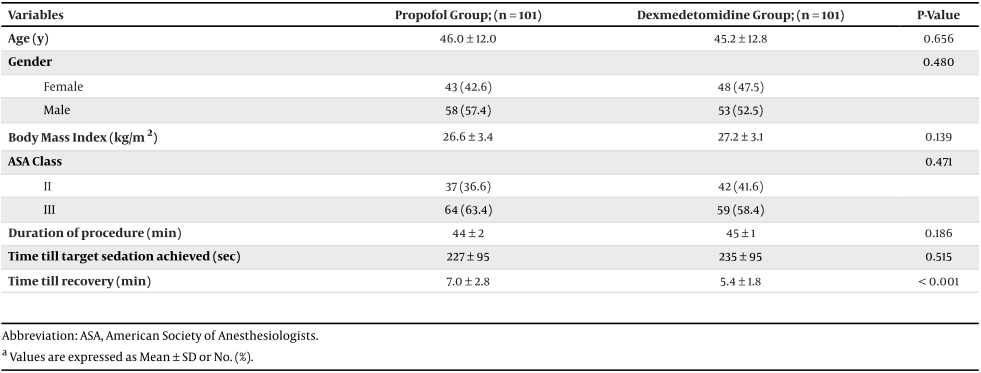 Variables Propofol Group; (n = 101) Dexmedetomidine Group; (n = 101) P-Value
Age (y) 46.0 ± 12.0 45.2 ± 12.8 0.656
Gender 0.480
Female 43 (42.6) 48 (47.5)
Male 58 (57.4) 53 (52.5)
Body Mass Index (kg/m 2) 26.6 ± 3.4 27.2 ± 3.1 0.139
ASA Class 0.471
II 37 (36.6) 42 (41.6)
III 64 (63.4) 59 (58.4)
Duration of procedure (min) 44 ± 2 45 ± 1 0.186
Time till target sedation achieved (sec) 227 ± 95 235 ± 95 0.515
Time till recovery (min) 7.0 ± 2.8 5.4 ± 1.8 < 0.001
Abbreviation: ASA, American Society of Anesthesiologists.
a Values are expressed as Mean ± SD or No. (%).